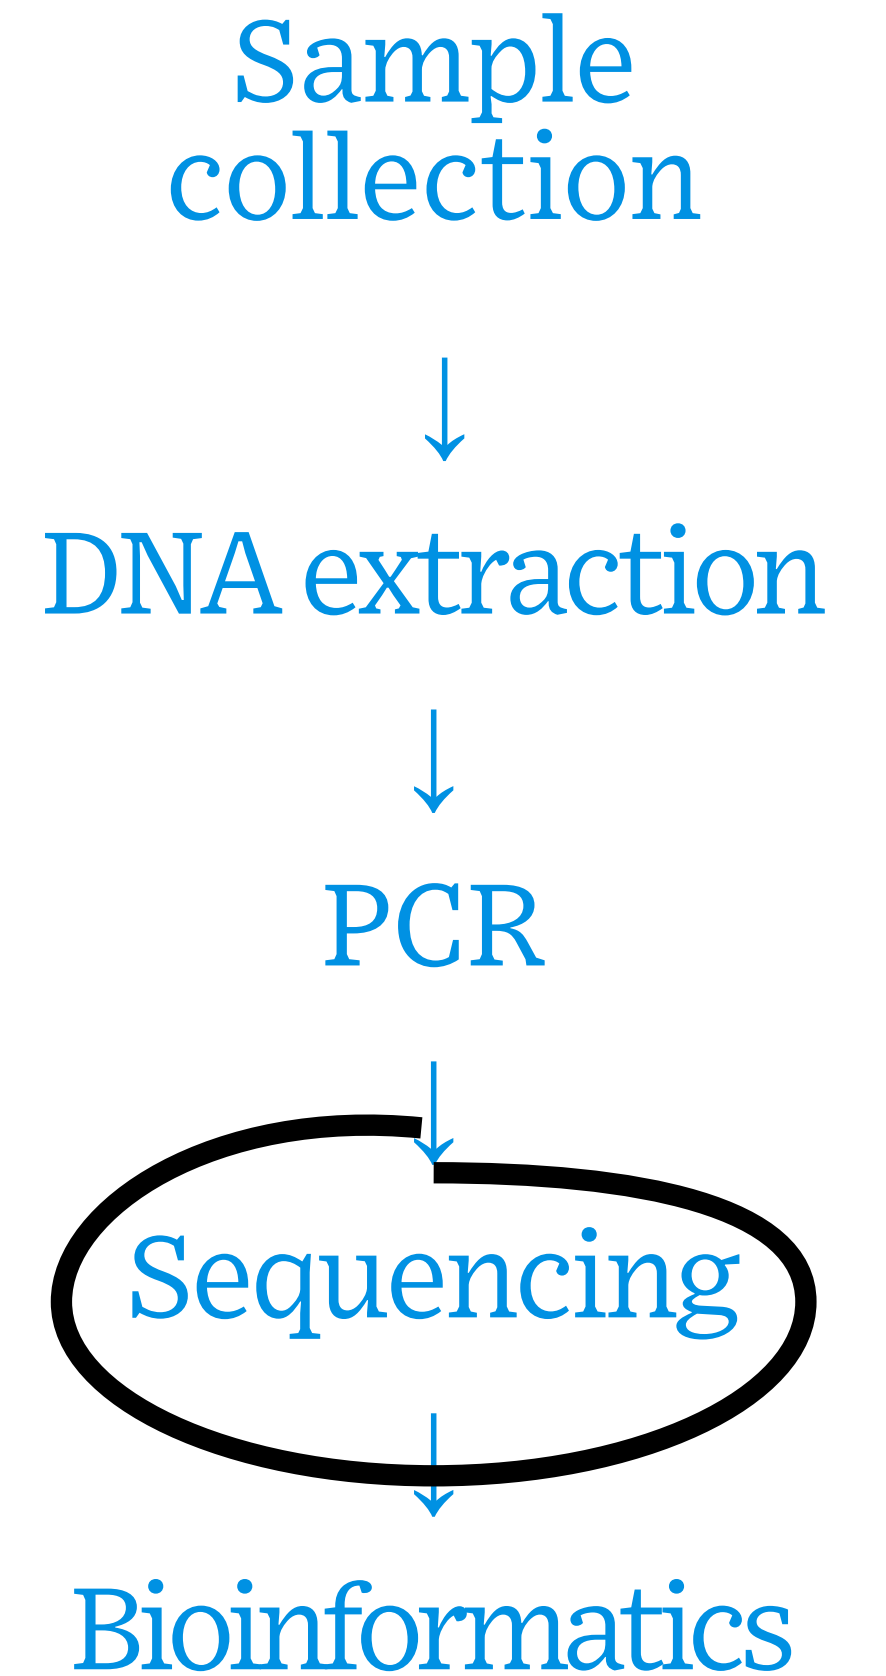 Sample
collection
↓
DNA extraction
↓
PCR
↓
Sequencing
↓
Bioinformatics